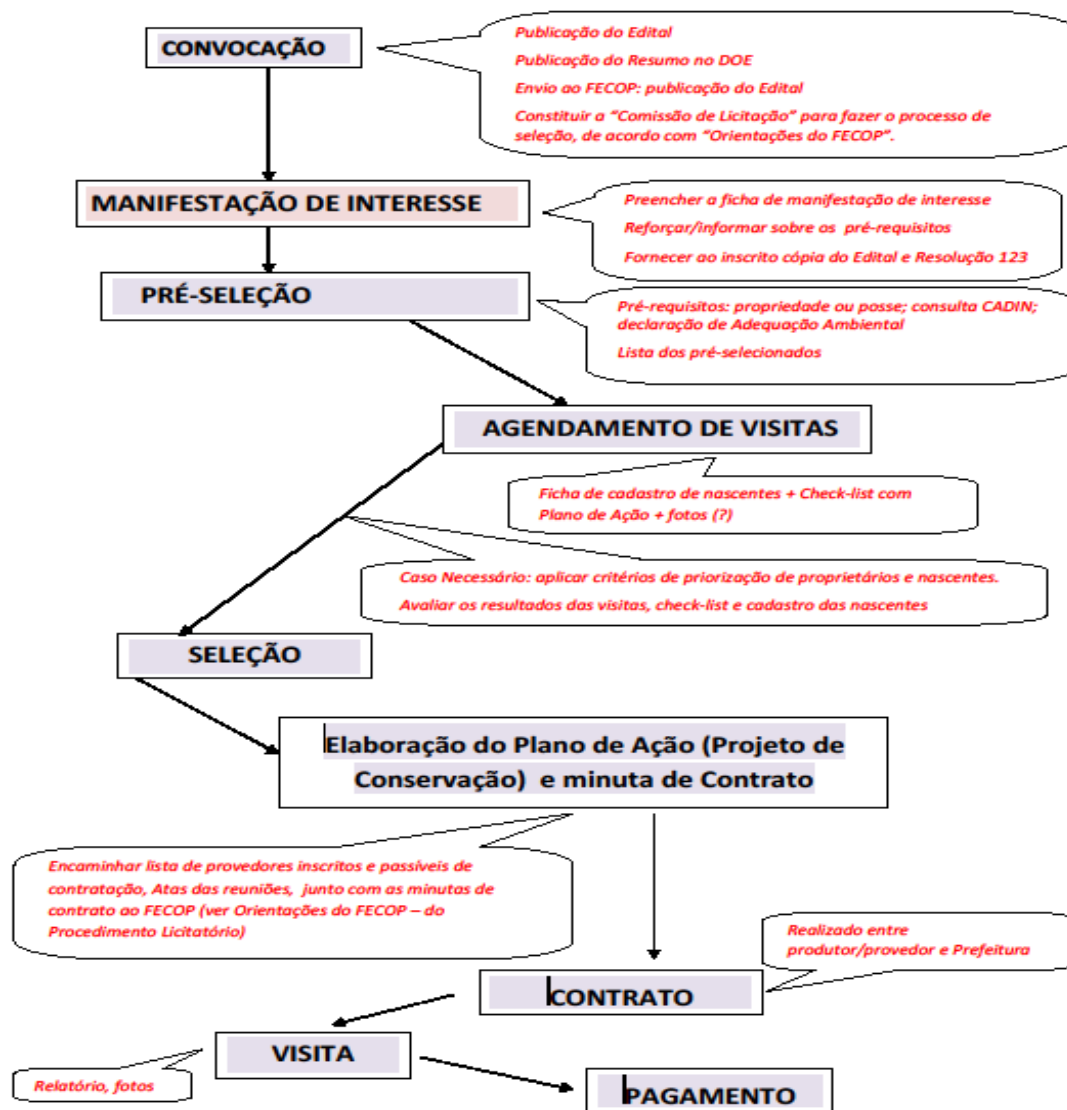 CONVOCAÇÃO
Publicação do Edital
Publicação do Resumo no DOE
Envio ao FECOP: publicação do Edital
Constituir a “Comissão de Licitação” para fazer o processo de
seleção, de acordo com “Orientações do FECOP”.
MANIFESTAÇÃO DE INTERESSE
Preencher a ficha de manifestação de interesse
Reforçar/informar sobre os pré-requisitos
Fornecer ao inscrito cópia do Edital e Resolução 123
PRÉ-SELEÇÃO
Pré-requisitos: propriedade ou posse; consulta CADIN;
declaração de Adequação Ambiental
Lista dos pré-selecionados
AGENDAMENTO DE VISITAS
Ficha de cadastro de nascentes + Check-list com
Plano de Ação + fotos (?)
Caso Necessário: aplicar critérios de priorização de proprietários e nascentes.
Avaliar os resultados das visitas, check-list e cadastro das nascentes
SELEÇÃO
Elaboração do Plano de Ação (Projeto de
Conservação) e minuta de Contrato
Encaminhar lista de provedores inscritos e passíveis de
contratação, Atas das reuniões, junto com as minutas de
contrato ao FECOP (ver Orientações do FECOP – do
Procedimento Licitatório)
Realizado entre
produtor/provedor e Prefeitura
CONTRATO
VISITA
Relatório, fotos
PAGAMENTO